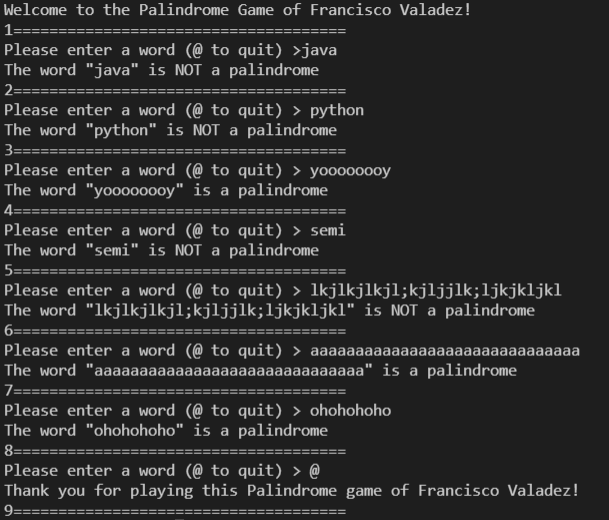 Welcome to the Palindrome Game of Francisco Valadez!
1=====================================
Please enter a word (@ to quit) >java
The word "java" is NOT a palindrome
2=====================================
Please enter a word (@ to quit) > python
The word "python" is NOT a palindrome
3=====================================
Please enter a word (@ to quit) > yoooooooy
The word "yoooooooy" is a palindrome
4=====================================
Please enter a word (@ to quit) > semi
The word "semi" is NOT a palindrome
5=====================================
Please enter a word (@ to quit) > lkjlkjlkjl;kjljjlk;ljkjkljkl
The word "lkjlkjlkjl;kjljjlk;ljkjkljkl" is NOT a palindrome
6=====================================
Please enter a word (@ to quit) > aaaaaaaaaaaaaaaaaaaaaaaaaaaaaa
The word "aaaaaaaaaaaaaaaaaaaaaaaaaaaaaa" is a palindrome
7=====================================
Please enter a word (@ to quit) > ohohohoho
The word "ohohohoho" is a palindrome
8=====================================
Please enter a word (@ to quit) > @
Thank you for playing this Palindrome game of Francisco Valadez!
9=====================================